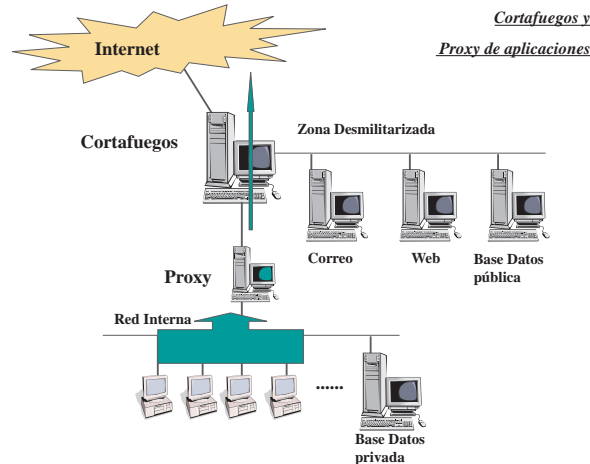 Cortafuegos y
Proxy de aplicaciones
Internet
Zona Desmilitarizada
Cortafuegos
Correo
Web
Base Datos
pública
Proxy
Red Interna
......
Base Datos
privada